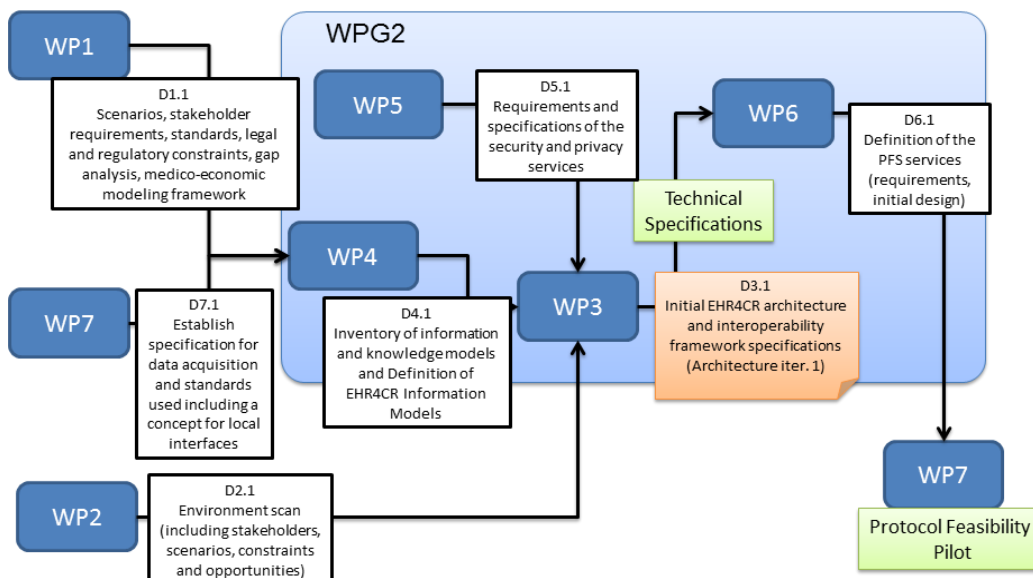 WPG2
WP1
D1.1
Scenarios, stakeholder
requirements, standards, legal
and regulatory constraints, gap
analysis, medico-economic
modeling framework
WP5
D5.1
Requirements and
specifications of the
security and privacy
services
WP6
D6.1
Definition of the
PFS services
(requirements,
initial design)
Technical
Specifications
WP4
D4.1
Inventory of information
and knowledge models
and Definition of
EHR4CR Information
Models
WP3
D3.1
Initial EHR4CR architecture
and interoperability
framework specifications
(Architecture iter. 1)
WP7
D7.1
Establish
specification for
data acquisition
and standards
used including a
concept for local
interfaces
WP2
D2.1
Environment scan
(including stakeholders,
scenarios, constraints
and opportunities)
WP7
Protocol Feasibility
Pilot